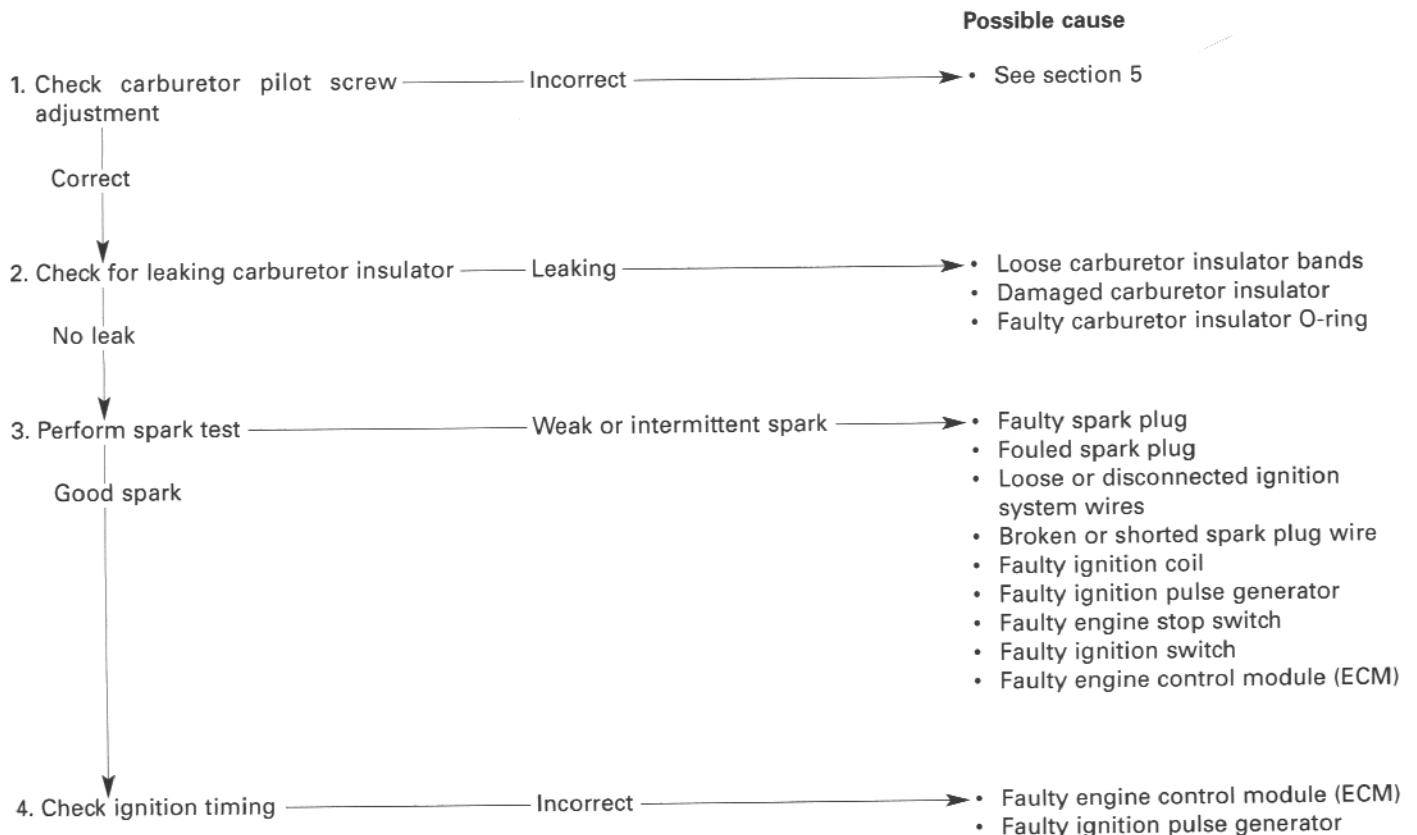 Possible cause
1. Check carburetor pilot screw adjustment
Incorrect
• See section 5
Correct
2. Check for leaking carburetor insulator
Leaking
• Loose carburetor insulator bands
• Damaged carburetor insulator
• Faulty carburetor insulator O-ring
No leak
3. Perform spark test
Weak or intermittent spark
• Faulty spark plug
• Fouled spark plug
• Loose or disconnected ignition
system wires
• Broken or shorted spark plug wire
• Faulty ignition coil
• Faulty ignition pulse generator
• Faulty engine stop switch
• Faulty ignition switch
• Faulty engine control module (ECM)
Good spark
4. Check ignition timing
Incorrect
• Faulty engine control module (ECM)
• Faulty ignition pulse generator